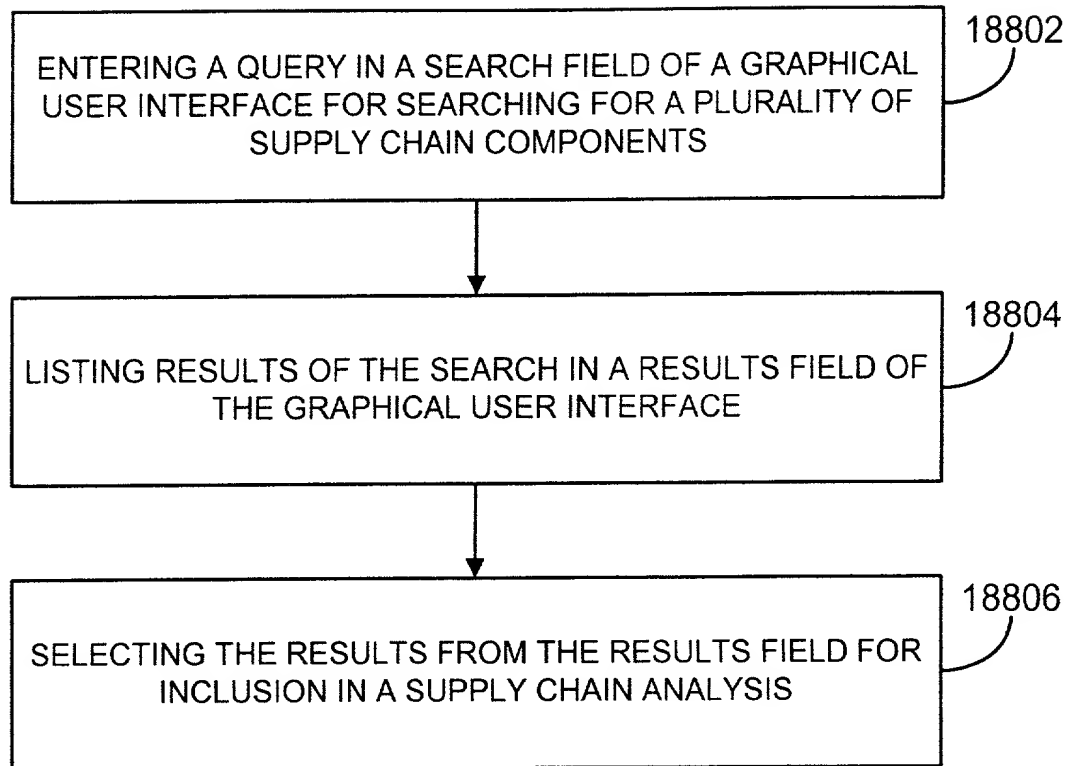 18802
ENTERING A QUERY IN A SEARCH FIELD OF A GRAPHICAL
USER INTERFACE FOR SEARCHING FOR A PLURALITY OF
SUPPLY CHAIN COMPONENTS
18804
LISTING RESULTS OF THE SEARCH IN A RESULTS FIELD OF
THE GRAPHICAL USER INTERFACE
18806
SELECTING THE RESULTS FROM THE RESULTS FIELD FOR
INCLUSION IN A SUPPLY CHAIN ANALYSIS